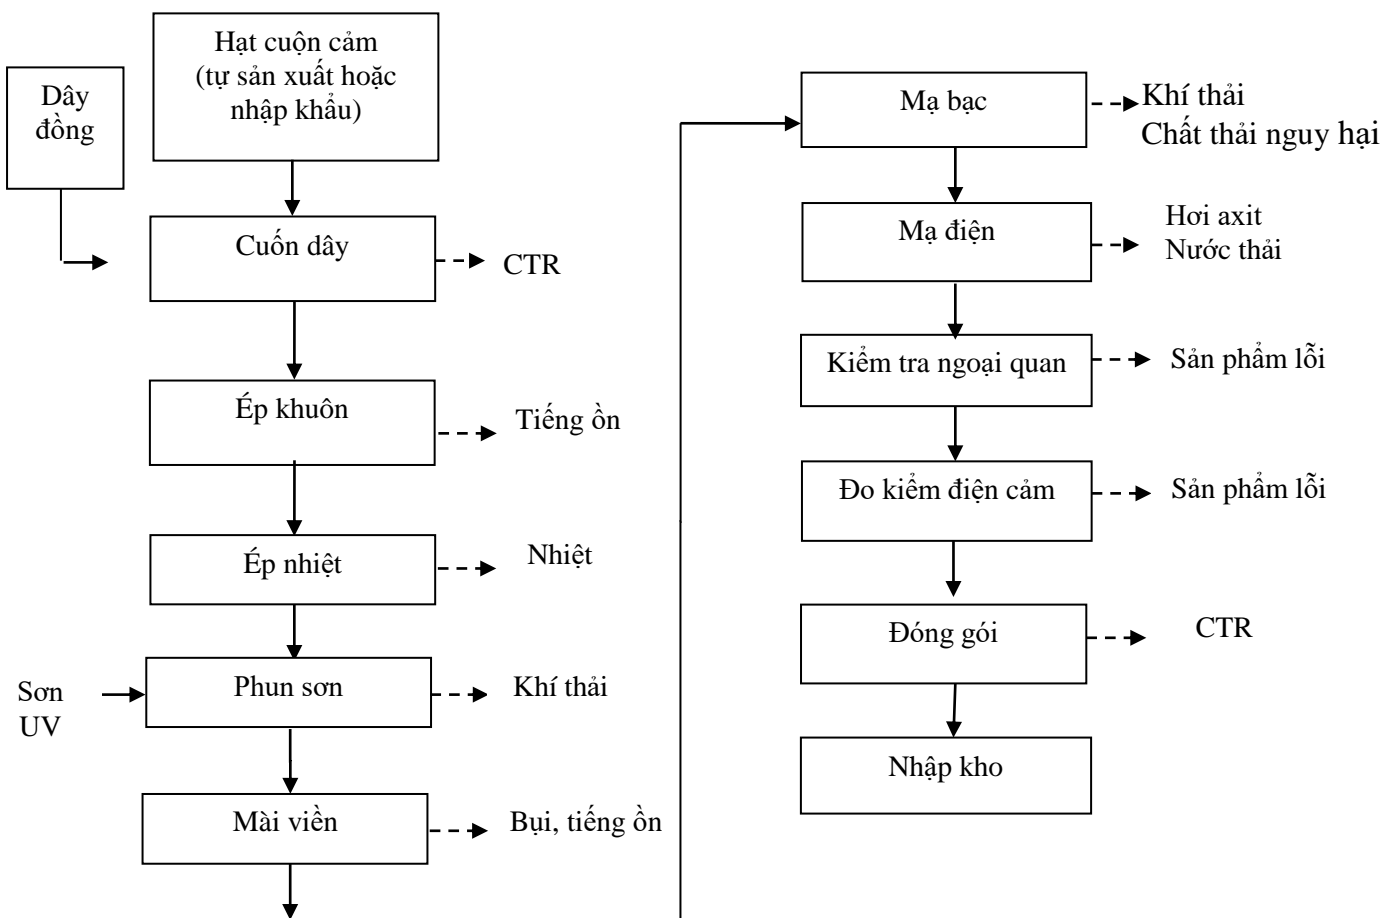 Hạt cuộn cảm
(tự sản xuất hoặc
nhập khẩu)
Dây
đồng
Cuốn dây
CTR
Ép khuôn
Tiếng ồn
Ép nhiệt
Nhiệt
Sơn
UV
Phun sơn
Khí thải
Mài viền
Bụi, tiếng ồn
Mạ bạc
Khí thải
Chất thải nguy hại
Mạ điện
Hơi axit
Nước thải
Kiểm tra ngoại quan
Sản phẩm lỗi
Đo kiểm điện cảm
Sản phẩm lỗi
Đóng gói
CTR
Nhập kho